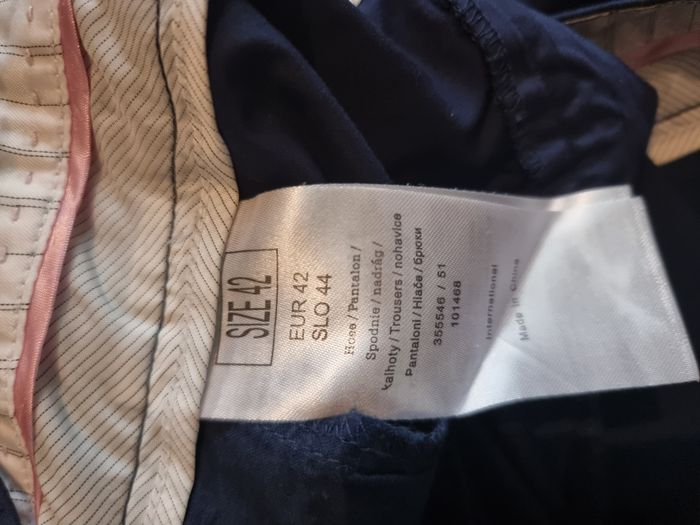 SIZE 42
EUR 42
SLO 44
Hose / Pantalon /
Spodnie / nadrág /
kalhoty / Trousers / nohavice
Pantaloni / Hlače / брюки
355546 / 51
101468
International
Made in China